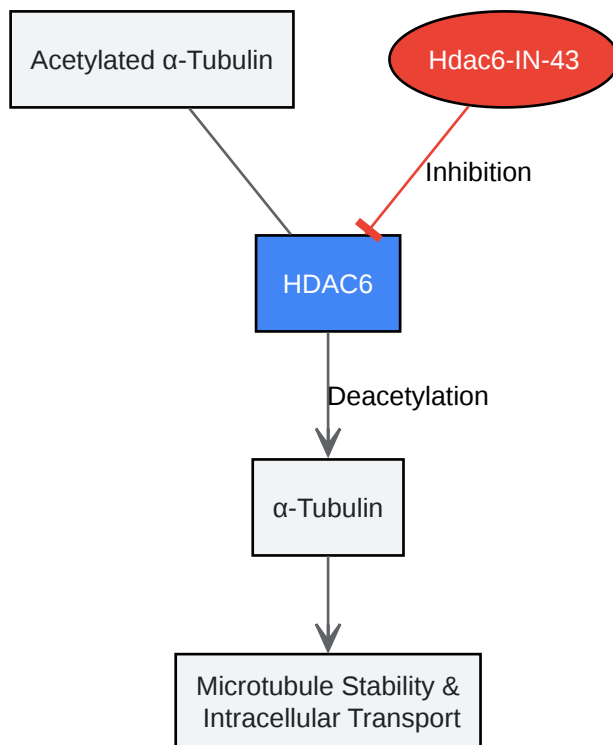 Acetylated α-Tubulin
Hdac6-IN-43
Inhibition
HDAC6
Deacetylation
α-Tubulin
Microtubule Stability &
Intracellular Transport